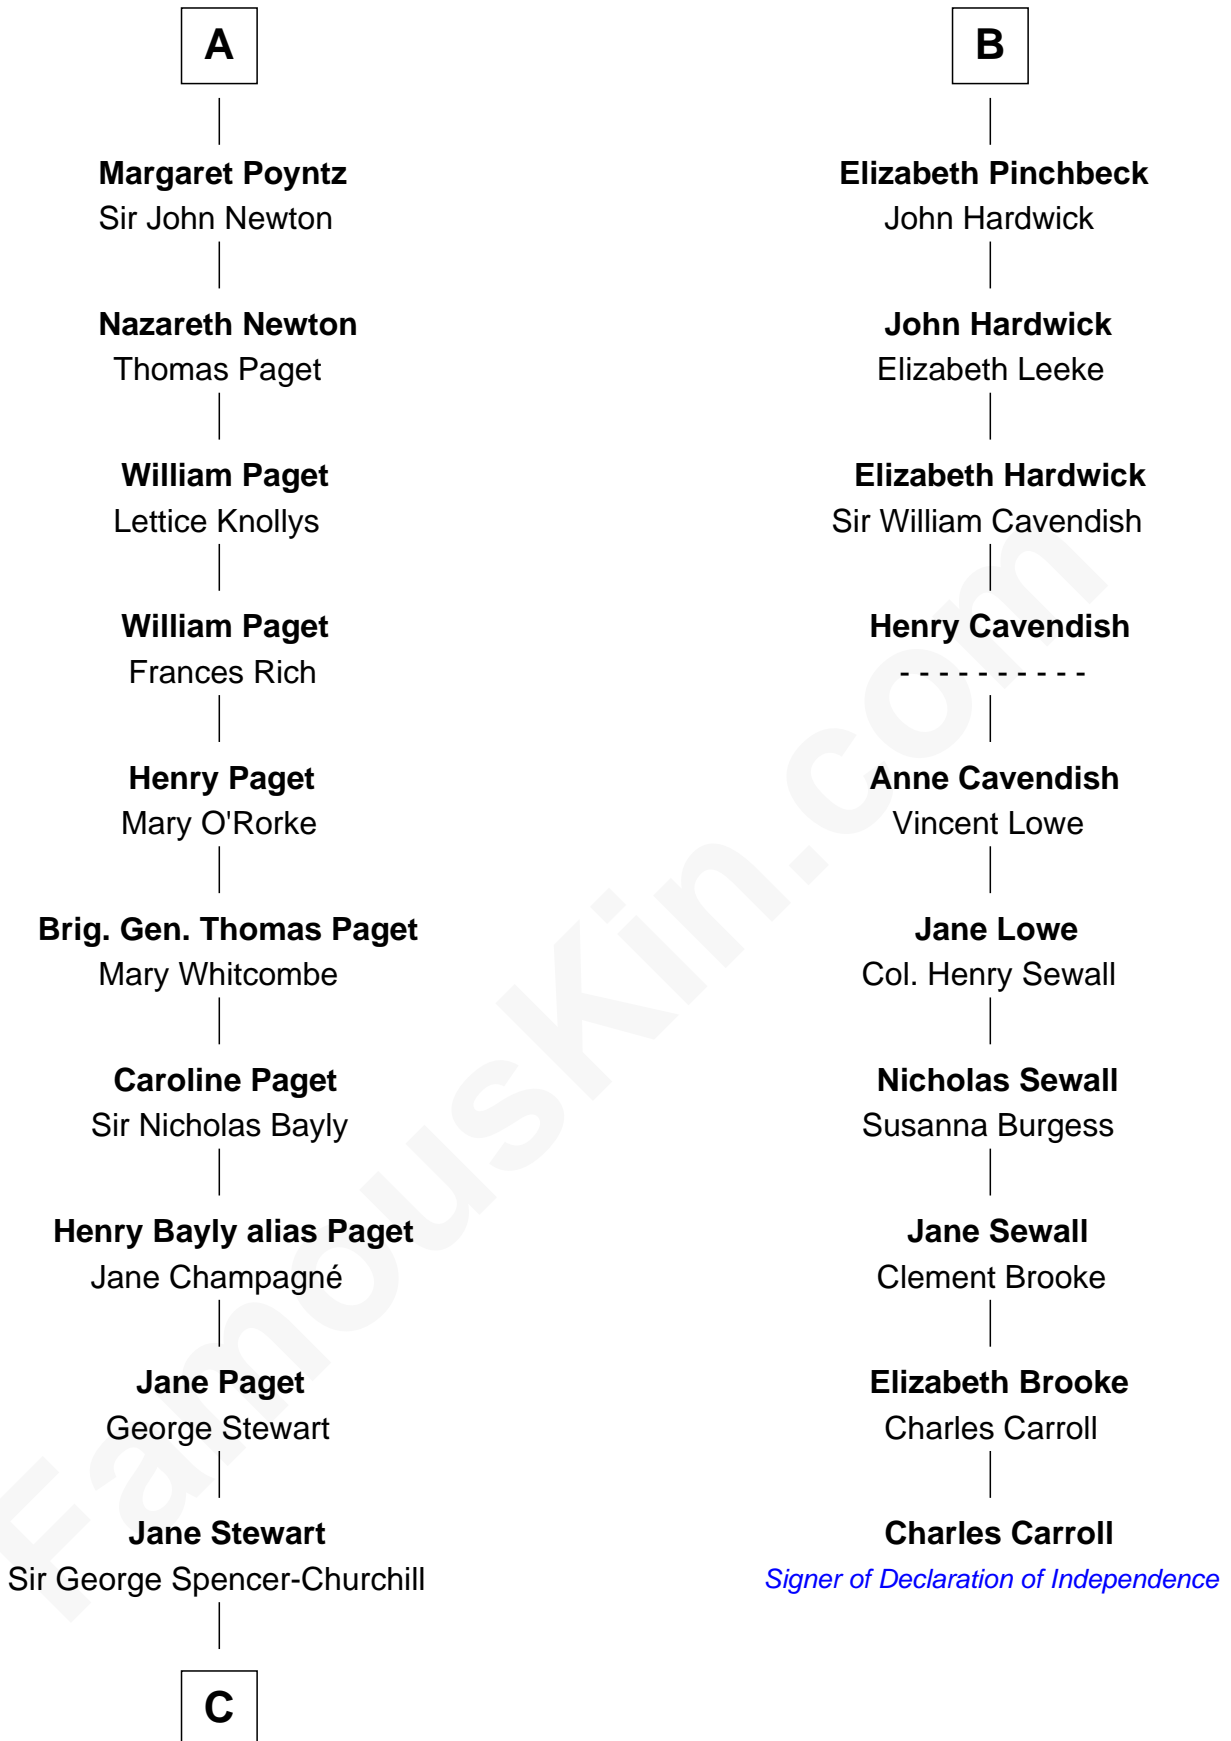 A
Margaret Poyntz
Sir John Newton
Nazareth Newton
Thomas Paget
William Paget
Lettice Knollys
William Paget
Frances Rich
Henry Paget
Mary O'Rorke
Brig. Gen. Thomas Paget
Mary Whitcombe
Caroline Paget
Sir Nicholas Bayly
Henry Bayly alias Paget
Jane Champagné
Jane Paget
George Stewart
Jane Stewart
Sir George Spencer-Churchill
C
B
Elizabeth Pinchbeck
John Hardwick
John Hardwick
Elizabeth Leeke
Elizabeth Hardwick
Sir William Cavendish
Henry Cavendish
- - - - - - - - - -
Anne Cavendish
Vincent Lowe
Jane Lowe
Col. Henry Sewall
Nicholas Sewall
Susanna Burgess
Jane Sewall
Clement Brooke
Elizabeth Brooke
Charles Carroll
Charles Carroll
Signer of Declaration of Independence
FamousKin.com